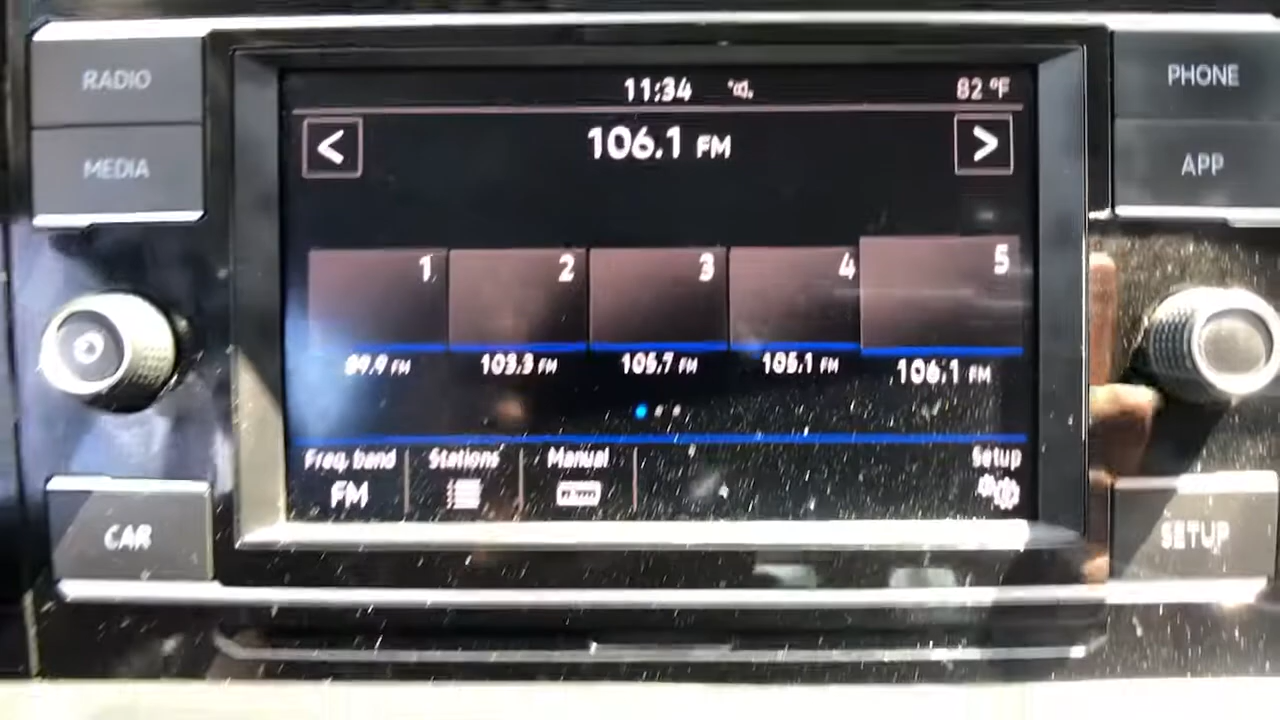 RADIO
MEDIA
CAR
11:34 82 °F
< 106.1 FM >
1 2 3 4 5
103.3 FM 105.7 FM 105.1 FM 106.1 FM
Freq. band Stations Manual Setup
FM
PHONE
APP
SETUP